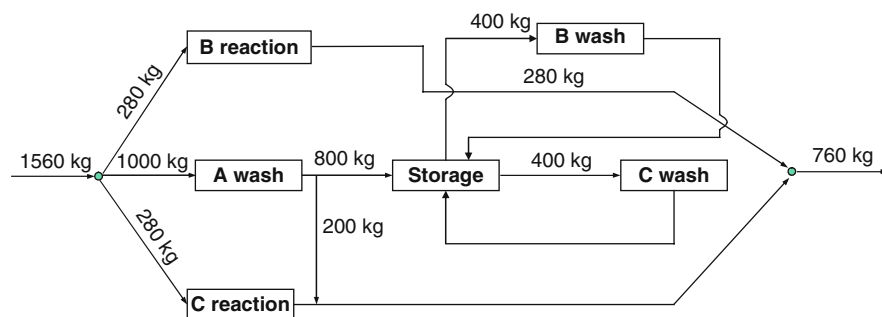 400 kg
B wash
B reaction
280 kg
280 kg
1560 kg
1000 kg
A wash
800 kg
Storage
400 kg
C wash
760 kg
280 kg
200 kg
C reaction